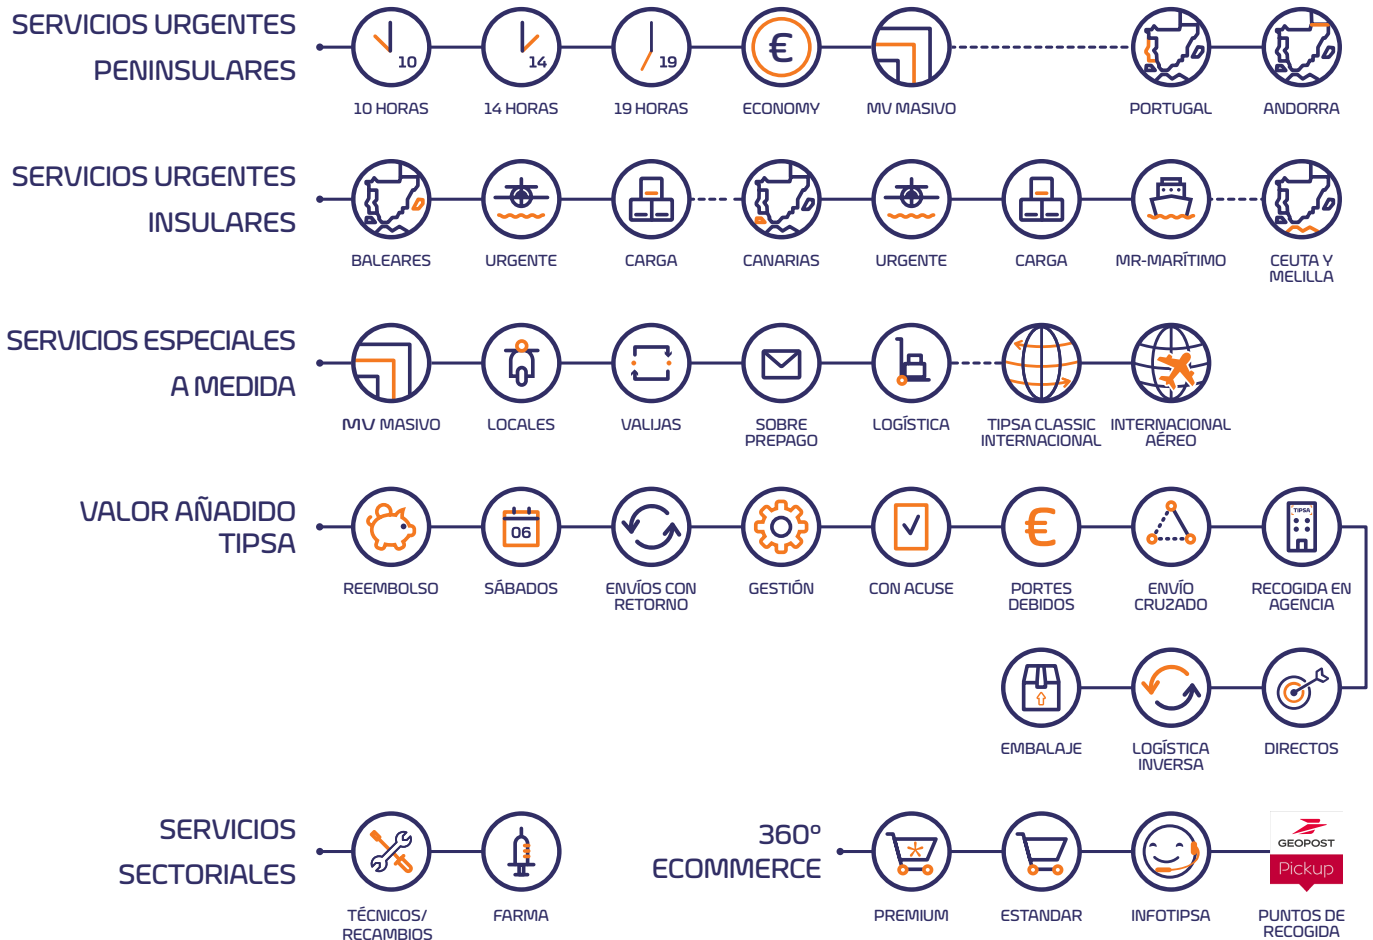 SERVICIOS URGENTES
PENINSULARES
10
14
19
€
10 HORAS
14 HORAS
19 HORAS
ECONOMY
MV MASIVO
PORTUGAL
ANDORRA
SERVICIOS URGENTES
INSULARES
BALEARES
URGENTE
CARGA
CANARIAS
URGENTE
CARGA
MR-MARÍTIMO
CEUTA Y
MELILLA
SERVICIOS ESPECIALES
A MEDIDA
MV MASIVO
LOCALES
VALIJAS
SOBRE
PREPAGO
LOGÍSTICA
TIPSA CLASSIC
INTERNACIONAL
INTERNACIONAL
AÉREO
VALOR AÑADIDO
TIPSA
06
€
TIPSA
REEMBOLSO
SÁBADOS
ENVÍOS CON
RETORNO
GESTIÓN
CON ACUSE
PORTES
DEBIDOS
ENVÍO
CRUZADO
RECOGIDA EN
AGENCIA
EMBALAJE
LOGÍSTICA
INVERSA
DIRECTOS
SERVICIOS
SECTORIALES
TÉCNICOS/
RECAMBIOS
FARMA
360º
ECOMMERCE
GEOPOST
Pickup
PREMIUM
ESTANDAR
INFOTIPSA
PUNTOS DE
RECOGIDA